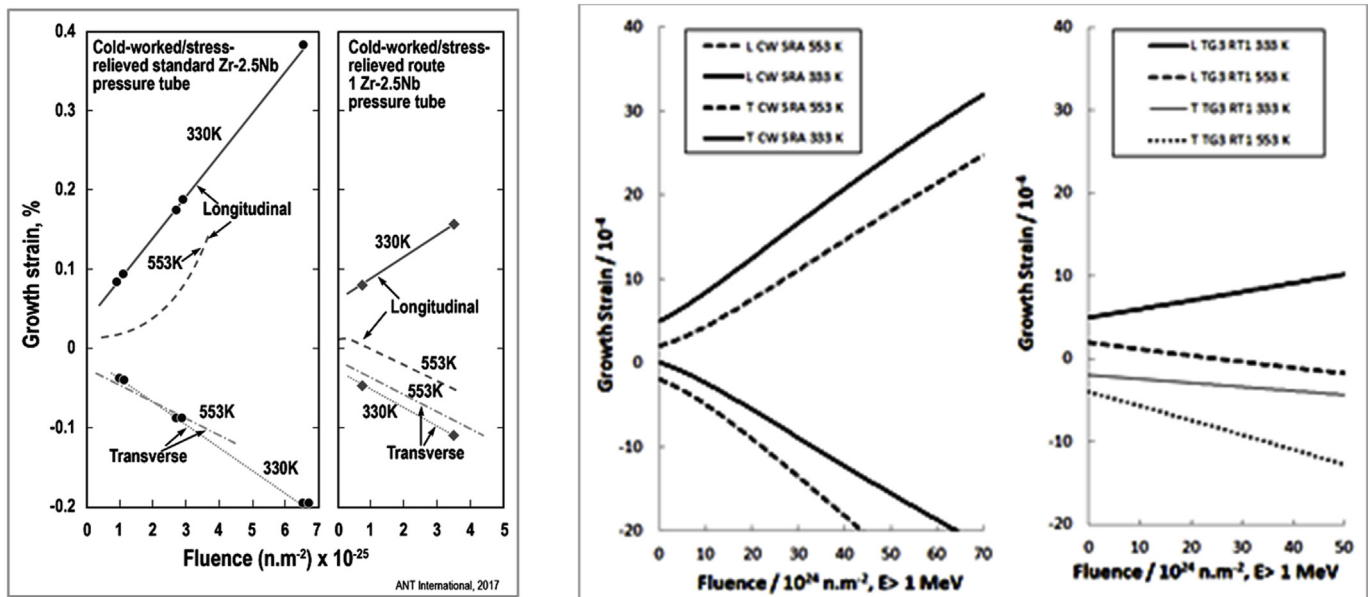 0.4
0.3
0.2
0.1
0
-0.1
-0.2
Growth strain, %
Cold-worked/stress-
relieved standard Zr-2.5Nb
pressure tube
330K
Longitudinal
553K
553K
Transverse
330K
0 1 2 3 4 5 6 7
Cold-worked/stress-
relieved route
1 Zr-2.5Nb
pressure tube
330K
Longitudinal
553K
553K
330K
Transverse
0 1 2 3 4 5
Fluence (n.m-2) x 10-25
ANT International, 2017
40
30
20
10
0
-10
-20
Growth Strain / 10-4
L CW SRA 553 K
L CW SRA 333 K
T CW SRA 553 K
T CW SRA 333 K
0 10 20 30 40 50 60 70
Fluence / 1024 n.m-2, E> 1 MeV
40
30
20
10
0
-10
-20
Growth Strain / 10-4
L TG3 RT1 333 K
L TG3 RT1 553 K
T TG3 RT1 333 K
T TG3 RT1 553 K
0 10 20 30 40 50
Fluence / 1024 n.m-2, E> 1 MeV